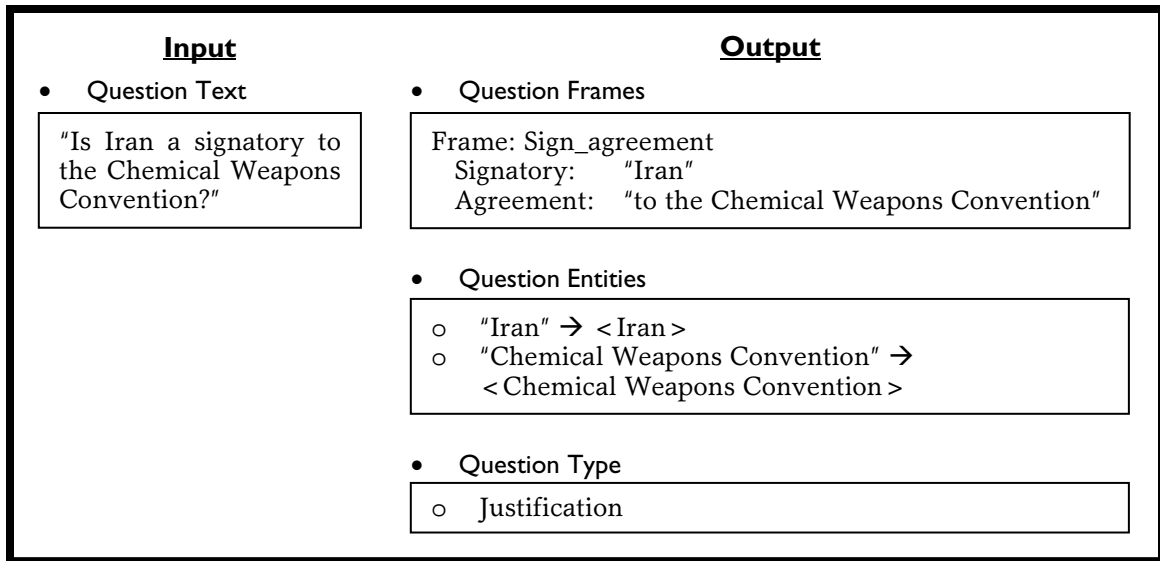 Input
• Question Text
"Is Iran a signatory to
the Chemical Weapons
Convention?"
Output
• Question Frames
Frame: Sign_agreement
Signatory: "Iran"
Agreement: "to the Chemical Weapons Convention"
• Question Entities
o "Iran" → <Iran>
o "Chemical Weapons Convention" →
<Chemical Weapons Convention>
• Question Type
o Justification